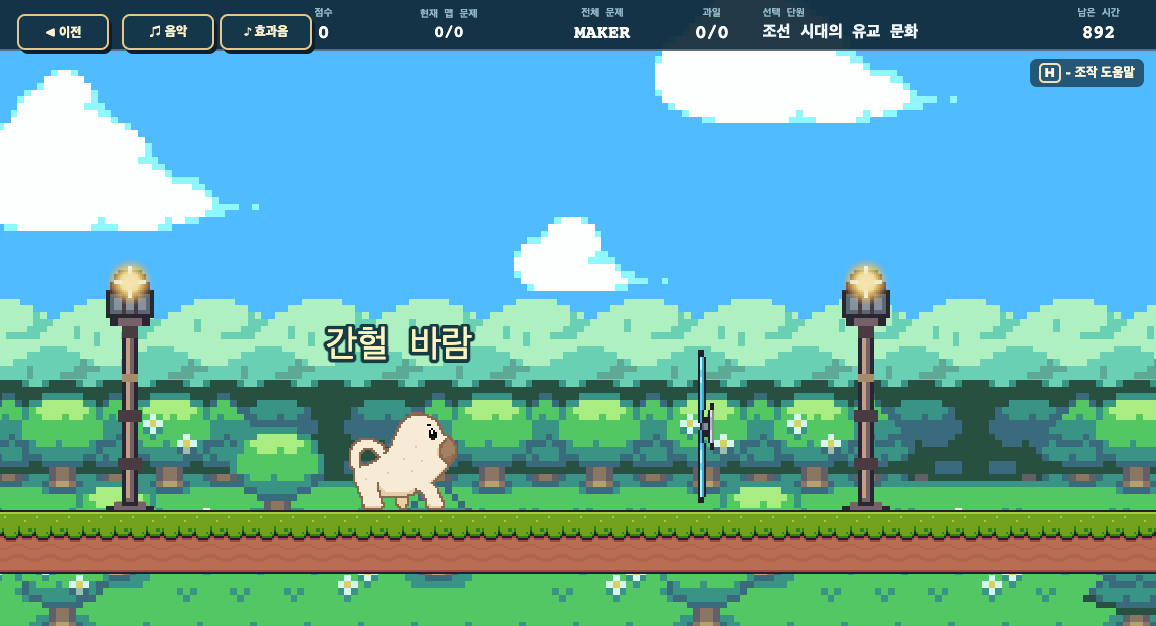 ◀ 이전
♫ 음악
♪ 효과음
점수
0
현재 맵 문제
0/0
전체 문제
MAKER
과일
0/0
선택 단원
조선 시대의 유교 문화
남은 시간
892
H - 조작 도움말
간헐 바람